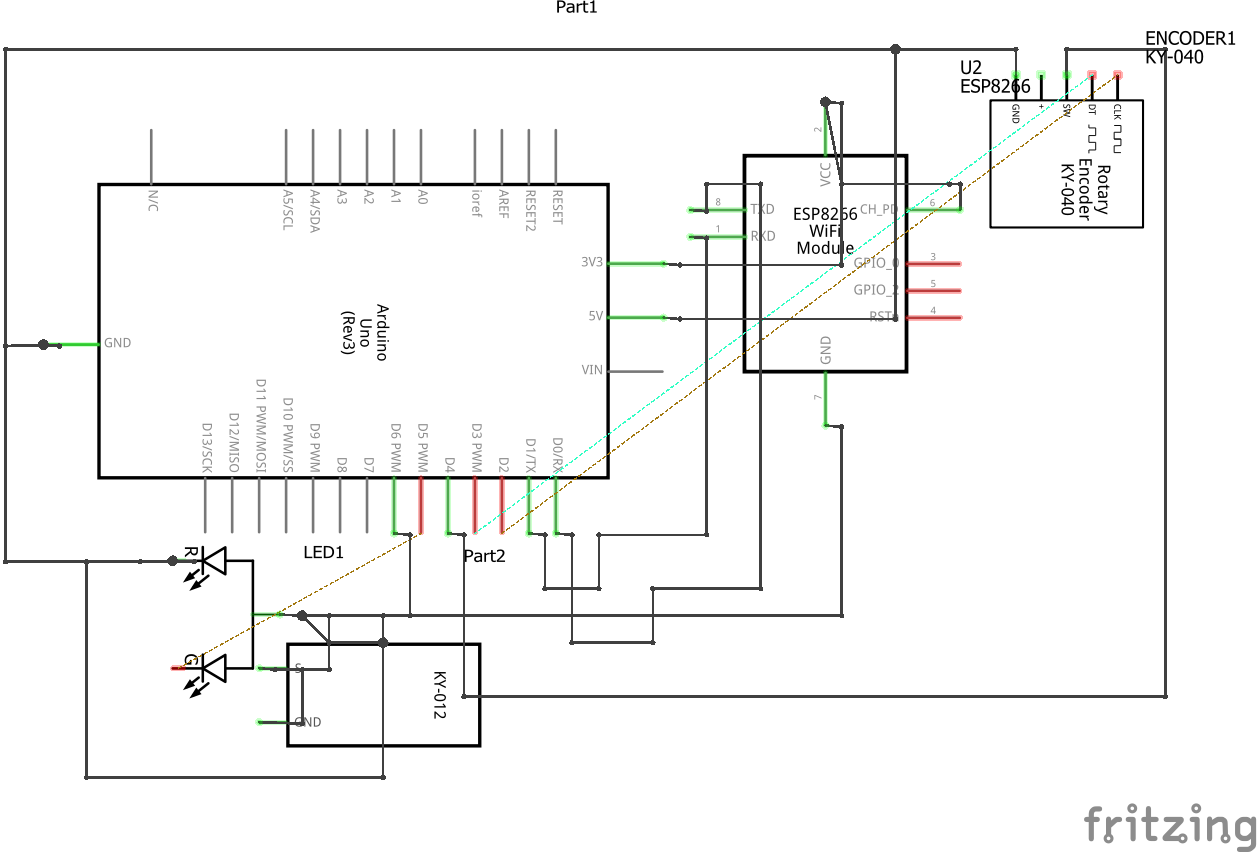 Part1
ENCODER1
KY-040
U2
ESP8266
GND
+
SW
DT
CLK
Rotary
Encoder
KY-040
N/C
A5/SCL
A4/SDA
A3
A2
A1
A0
ioref
AREF
RESET2
RESET
2
VCC
8
TXD
1
RXD
ESP8266
WiFi
Module
CH_PD
6
GPIO_0
3
GPIO_2
5
RST
4
GND
7
3V3
5V
VIN
GND
Arduino
Uno
(Rev3)
D13/SCK
D12/MISO
D11 PWM/MOSI
D10 PWM/SS
D9 PWM
D8
D7
D6 PWM
D5 PWM
D4
D3 PWM
D2
D1/TX
D0/RX
R
LED1
Part2
G
S
GND
KY-012
fritzing